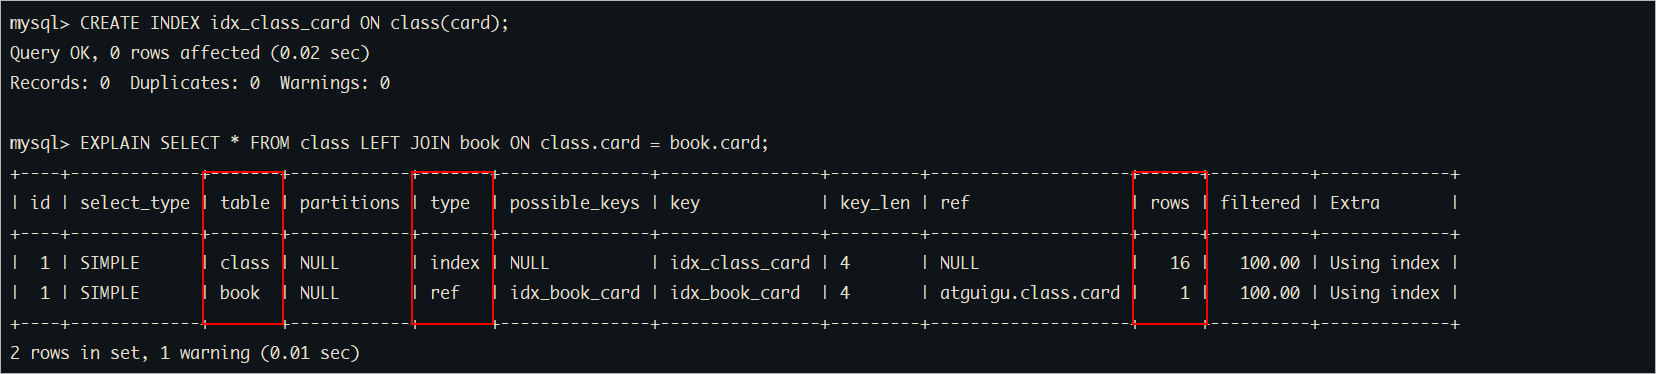 mysql> CREATE INDEX idx_class_card ON class(card);
Query OK, 0 rows affected (0.02 sec)
Records: 0  Duplicates: 0  Warnings: 0
mysql> EXPLAIN SELECT * FROM class LEFT JOIN book ON class.card = book.card;
+----+-------------+-------+------------+-------+---------------+----------------+---------+--------------------+------+----------+-------------+
| id | select_type | table | partitions | type  | possible_keys | key            | key_len | ref                | rows | filtered | Extra       |
+----+-------------+-------+------------+-------+---------------+----------------+---------+--------------------+------+----------+-------------+
|  1 | SIMPLE      | class | NULL       | index | NULL          | idx_class_card | 4       | NULL               |   16 |   100.00 | Using index |
|  1 | SIMPLE      | book  | NULL       | ref   | idx_book_card | idx_book_card  | 4       | atguigu.class.card |    1 |   100.00 | Using index |
+----+-------------+-------+------------+-------+---------------+----------------+---------+--------------------+------+----------+-------------+
2 rows in set, 1 warning (0.01 sec)